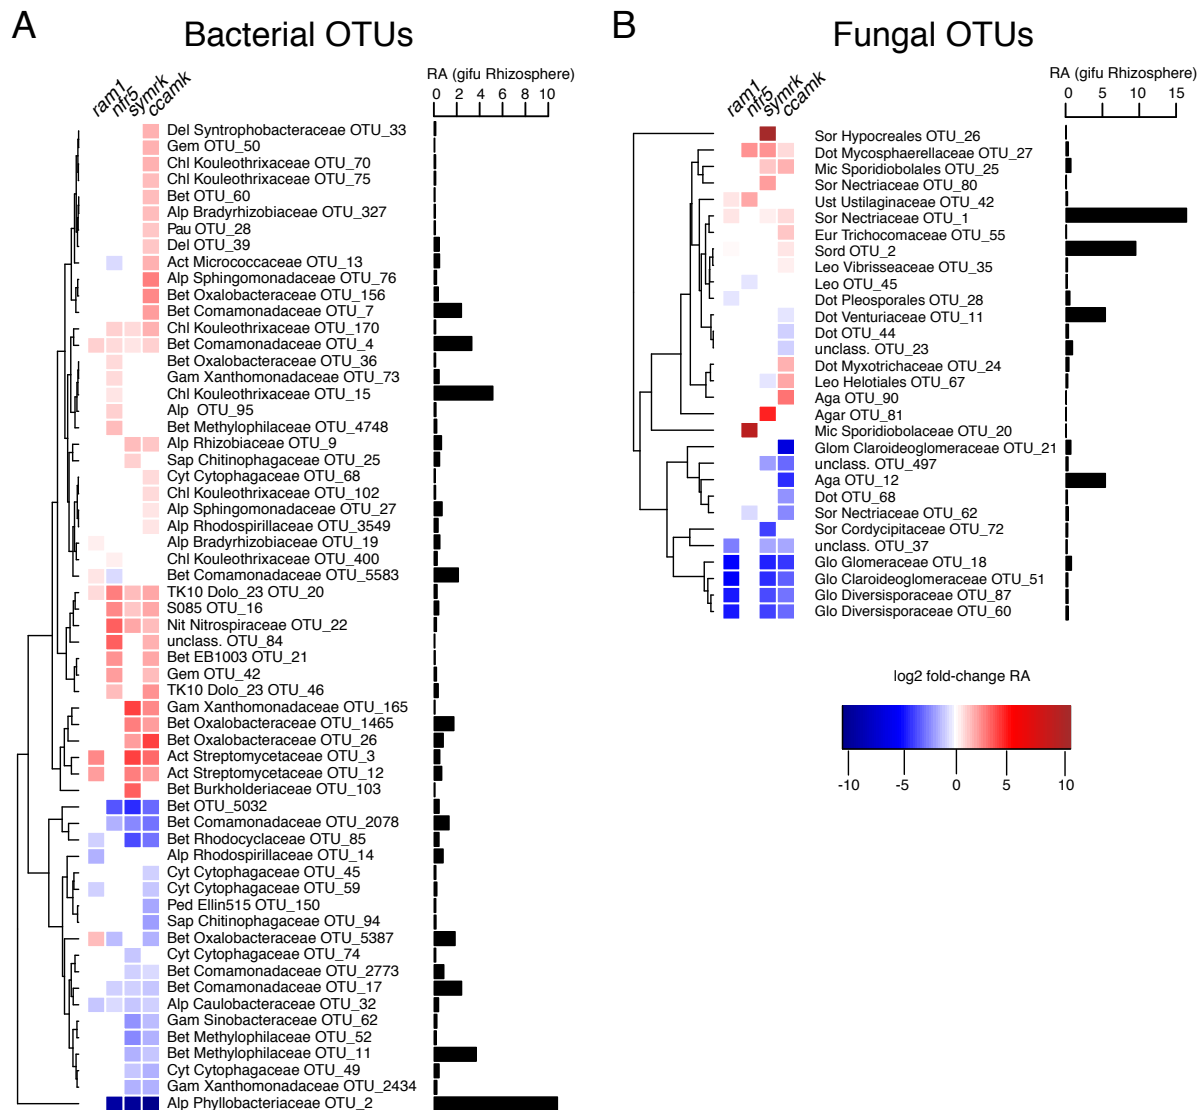 A
Bacterial OTUs
ram1
nfr5
symrk
ccamk
RA (gifu Rhizosphere)
0 2 4 6 8 10
Del Syntrophobacteraceae OTU_33
Gem OTU_50
Chl Kouleothrixaceae OTU_70
Chl Kouleothrixaceae OTU_75
Bet OTU_60
Alp Bradyrhizobiaceae OTU_327
Pau OTU_28
Del OTU_39
Act Micrococcaceae OTU_13
Alp Sphingomonadaceae OTU_76
Bet Oxalobacteraceae OTU_156
Bet Comamonadaceae OTU_7
Chl Kouleothrixaceae OTU_170
Bet Comamonadaceae OTU_4
Bet Oxalobacteraceae OTU_36
Gam Xanthomonadaceae OTU_73
Chl Kouleothrixaceae OTU_15
Alp OTU_95
Bet Methylophilaceae OTU_4748
Alp Rhizobiaceae OTU_9
Sap Chitinophagaceae OTU_25
Cyt Cytophagaceae OTU_68
Chl Kouleothrixaceae OTU_102
Alp Sphingomonadaceae OTU_27
Alp Rhodospirillaceae OTU_3549
Alp Bradyrhizobiaceae OTU_19
Chl Kouleothrixaceae OTU_400
Bet Comamonadaceae OTU_5583
TK10 Dolo_23 OTU_20
S085 OTU_16
Nit Nitrospiraceae OTU_22
unclass. OTU_84
Bet EB1003 OTU_21
Gem OTU_42
TK10 Dolo_23 OTU_46
Gam Xanthomonadaceae OTU_165
Bet Oxalobacteraceae OTU_1465
Bet Oxalobacteraceae OTU_26
Act Streptomycetaceae OTU_3
Act Streptomycetaceae OTU_12
Bet Burkholderiaceae OTU_103
Bet OTU_5032
Bet Comamonadaceae OTU_2078
Bet Rhodocyclaceae OTU_85
Alp Rhodospirillaceae OTU_14
Cyt Cytophagaceae OTU_45
Cyt Cytophagaceae OTU_59
Ped Ellin515 OTU_150
Sap Chitinophagaceae OTU_94
Bet Oxalobacteraceae OTU_5387
Cyt Cytophagaceae OTU_74
Bet Comamonadaceae OTU_2773
Bet Comamonadaceae OTU_17
Alp Caulobacteraceae OTU_32
Gam Sinobacteraceae OTU_62
Bet Methylophilaceae OTU_52
Bet Methylophilaceae OTU_11
Cyt Cytophagaceae OTU_49
Gam Xanthomonadaceae OTU_2434
Alp Phyllobacteriaceae OTU_2
B
Fungal OTUs
ram1
nfr5
symrk
ccamk
RA (gifu Rhizosphere)
0 5 10 15
Sor Hypocreales OTU_26
Dot Mycosphaerellaceae OTU_27
Mic Sporidiobolales OTU_25
Sor Nectriaceae OTU_80
Ust Ustilaginaceae OTU_42
Sor Nectriaceae OTU_1
Eur Trichocomaceae OTU_55
Sord OTU_2
Leo Vibrisseaceae OTU_35
Leo OTU_45
Dot Pleosporales OTU_28
Dot Venturiaceae OTU_11
Dot OTU_44
unclass. OTU_23
Dot Myxotrichaceae OTU_24
Leo Helotiales OTU_67
Aga OTU_90
Agar OTU_81
Mic Sporidiobolaceae OTU_20
Glom Claroideoglomeraceae OTU_21
unclass. OTU_497
Aga OTU_12
Dot OTU_68
Sor Nectriaceae OTU_62
Sor Cordycipitaceae OTU_72
unclass. OTU_37
Glo Glomeraceae OTU_18
Glo Claroideoglomeraceae OTU_51
Glo Diversisporaceae OTU_87
Glo Diversisporaceae OTU_60
log2 fold-change RA
-10 -5 0 5 10